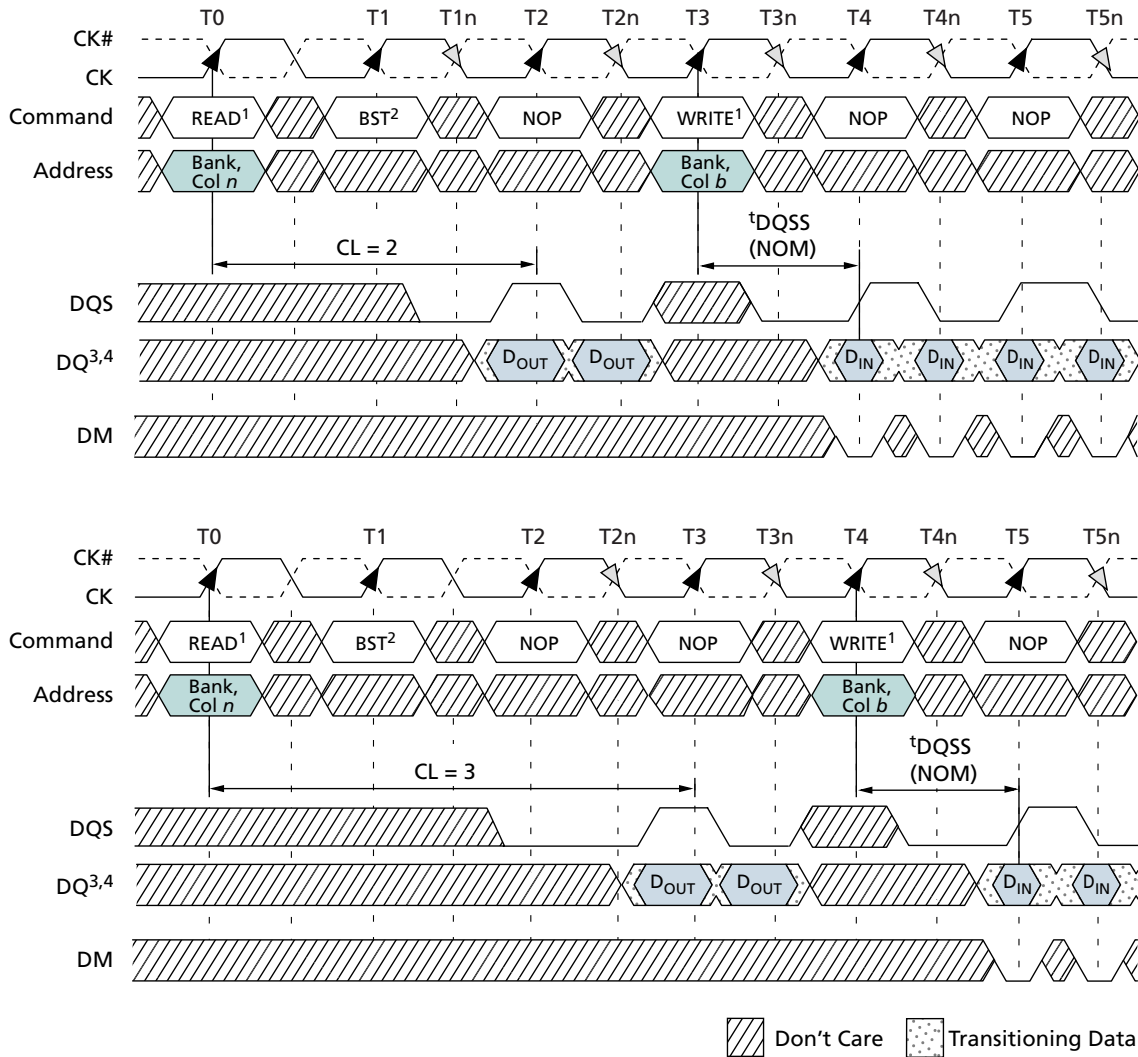 T0 T1 T1n T2 T2n T3 T3n T4 T4n T5 T5n
CK#
CK
Command READ1 BST2 NOP WRITE1 NOP NOP
Address Bank, Col n Bank, Col b
CL = 2
tDQSS
(NOM)
DQS
DQ3,4 DOUT DOUT DIN DIN DIN DIN
DM
T0 T1 T2 T2n T3 T3n T4 T4n T5 T5n
CK#
CK
Command READ1 BST2 NOP NOP WRITE1 NOP
Address Bank, Col n Bank, Col b
CL = 3
tDQSS
(NOM)
DQS
DQ3,4 DOUT DOUT DIN DIN
DM
Don't Care Transitioning Data